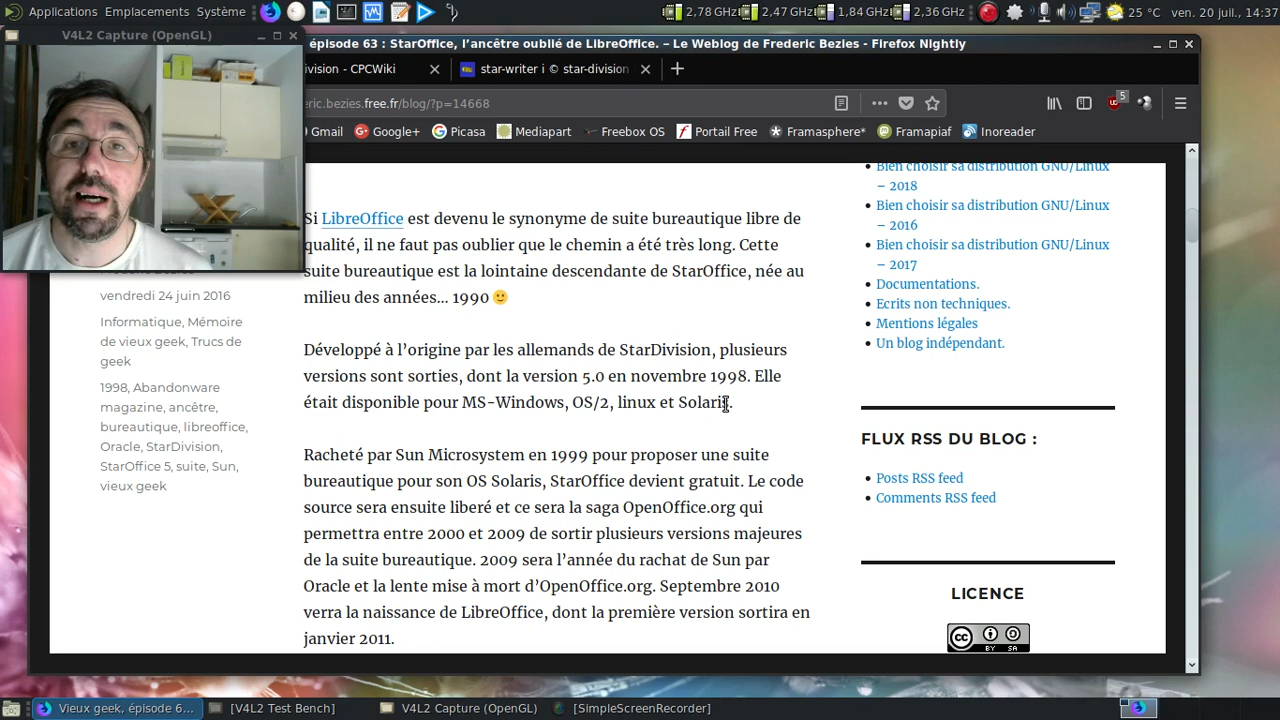 Applications Emplacements Système
2,78 GHz 2,47 GHz 1,84 GHz 2,36 GHz 25 °C ven. 20 juil., 14:37
V4L2 Capture (OpenGL)
épisode 63 : StarOffice, l’ancêtre oublié de LibreOffice. – Le Weblog de Frederic Bezies - Firefox Nightly
ivision - CPCWiki
star-writer i © star-division
eric.bezies.free.fr/blog/?p=14668
5
Gmail Google+ Picasa Mediapart Freebox OS Portail Free Framasphere* Framapiaf Inoreader
Si LibreOffice est devenu le synonyme de suite bureautique libre de
qualité, il ne faut pas oublier que le chemin a été très long. Cette
suite bureautique est la lointaine descendante de StarOffice, née au
milieu des années… 1990
Développé à l’origine par les allemands de StarDivision, plusieurs
versions sont sorties, dont la version 5.0 en novembre 1998. Elle
était disponible pour MS-Windows, OS/2, linux et Solaris.
Racheté par Sun Microsystem en 1999 pour proposer une suite
bureautique pour son OS Solaris, StarOffice devient gratuit. Le code
source sera ensuite liberé et ce sera la saga OpenOffice.org qui
permettra entre 2000 et 2009 de sortir plusieurs versions majeures
de la suite bureautique. 2009 sera l’année du rachat de Sun par
Oracle et la lente mise à mort d’OpenOffice.org. Septembre 2010
verra la naissance de LibreOffice, dont la première version sortira en
janvier 2011.
vendredi 24 juin 2016
Informatique, Mémoire
de vieux geek, Trucs de
geek
1998, Abandonware
magazine, ancêtre,
bureautique, libreoffice,
Oracle, StarDivision,
StarOffice 5, suite, Sun,
vieux geek
Bien choisir sa distribution GNU/Linux
– 2018
Bien choisir sa distribution GNU/Linux
– 2016
Bien choisir sa distribution GNU/Linux
– 2017
Documentations.
Ecrits non techniques.
Mentions légales
Un blog indépendant.
FLUX RSS DU BLOG :
Posts RSS feed
Comments RSS feed
LICENCE
cc BY SA
Vieux geek, épisode 6… [V4L2 Test Bench] V4L2 Capture (OpenGL) [SimpleScreenRecorder]